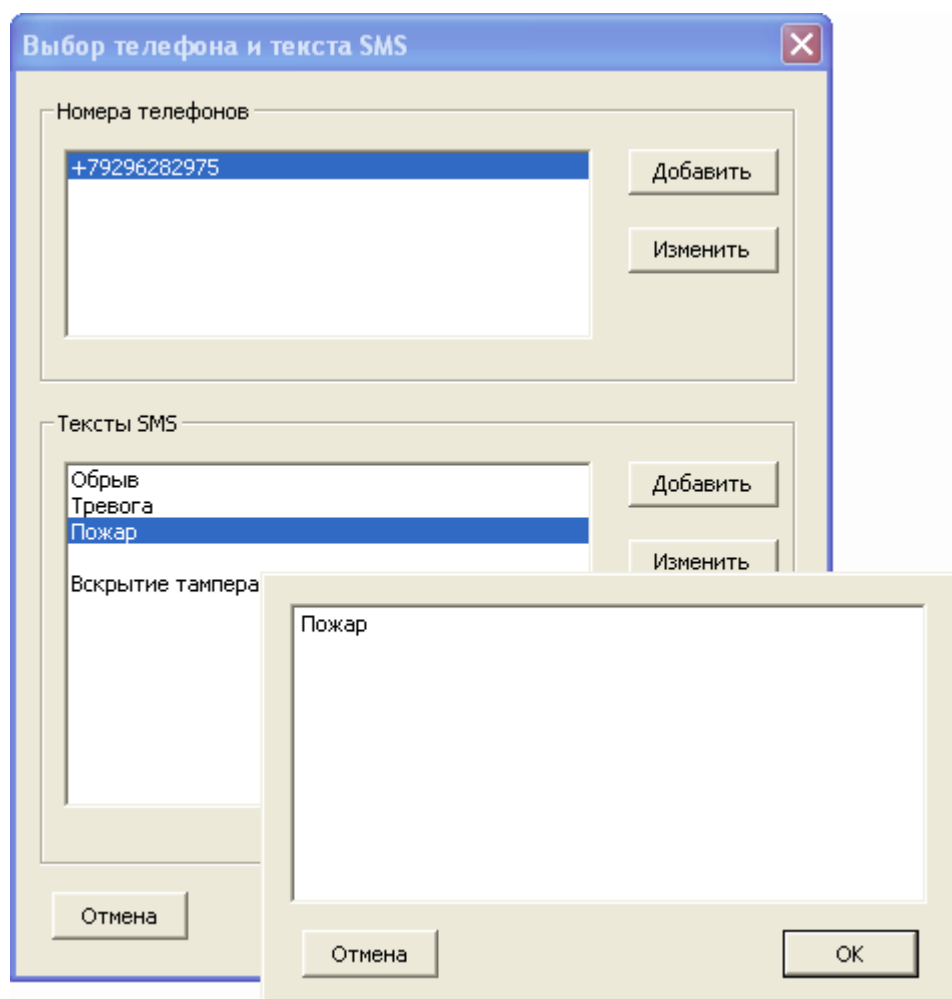 Выбор телефона и текста SMS
Номера телефонов
+79296282975
Добавить
Изменить
Тексты SMS
Обрыв
Тревога
Пожар
Вскрытие тампера
Добавить
Изменить
Отмена
Пожар
Отмена
OK